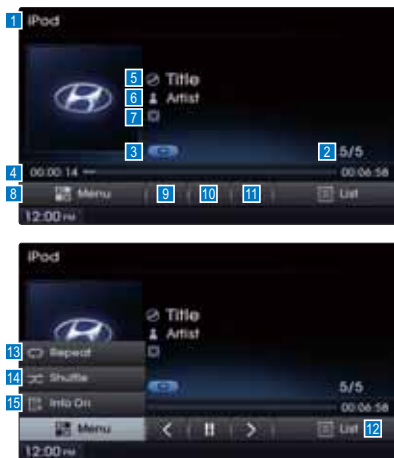 1 iPod
5 Title
6 Artist
7
3 2 5/5
4 00:00:14 00:06:58
8 Menu 9 10 11 List
12:00 PM
iPod
Title
Artist
13 Repeat
14 Shuffle 5/5
15 Info On 00:06:58
Menu List 12
12:00 PM